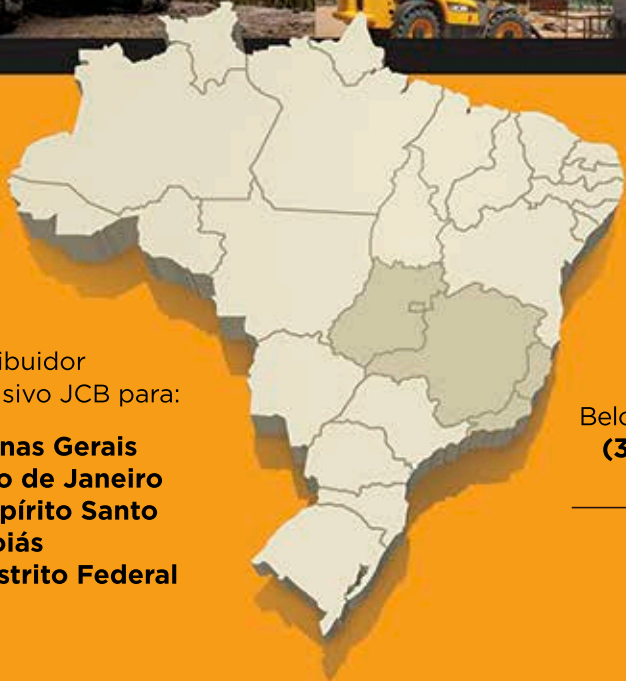 ibuidor
sivo JCB para:
nas Gerais
o de Janeiro
pírito Santo
oiás
strito Federal
Belo
(3